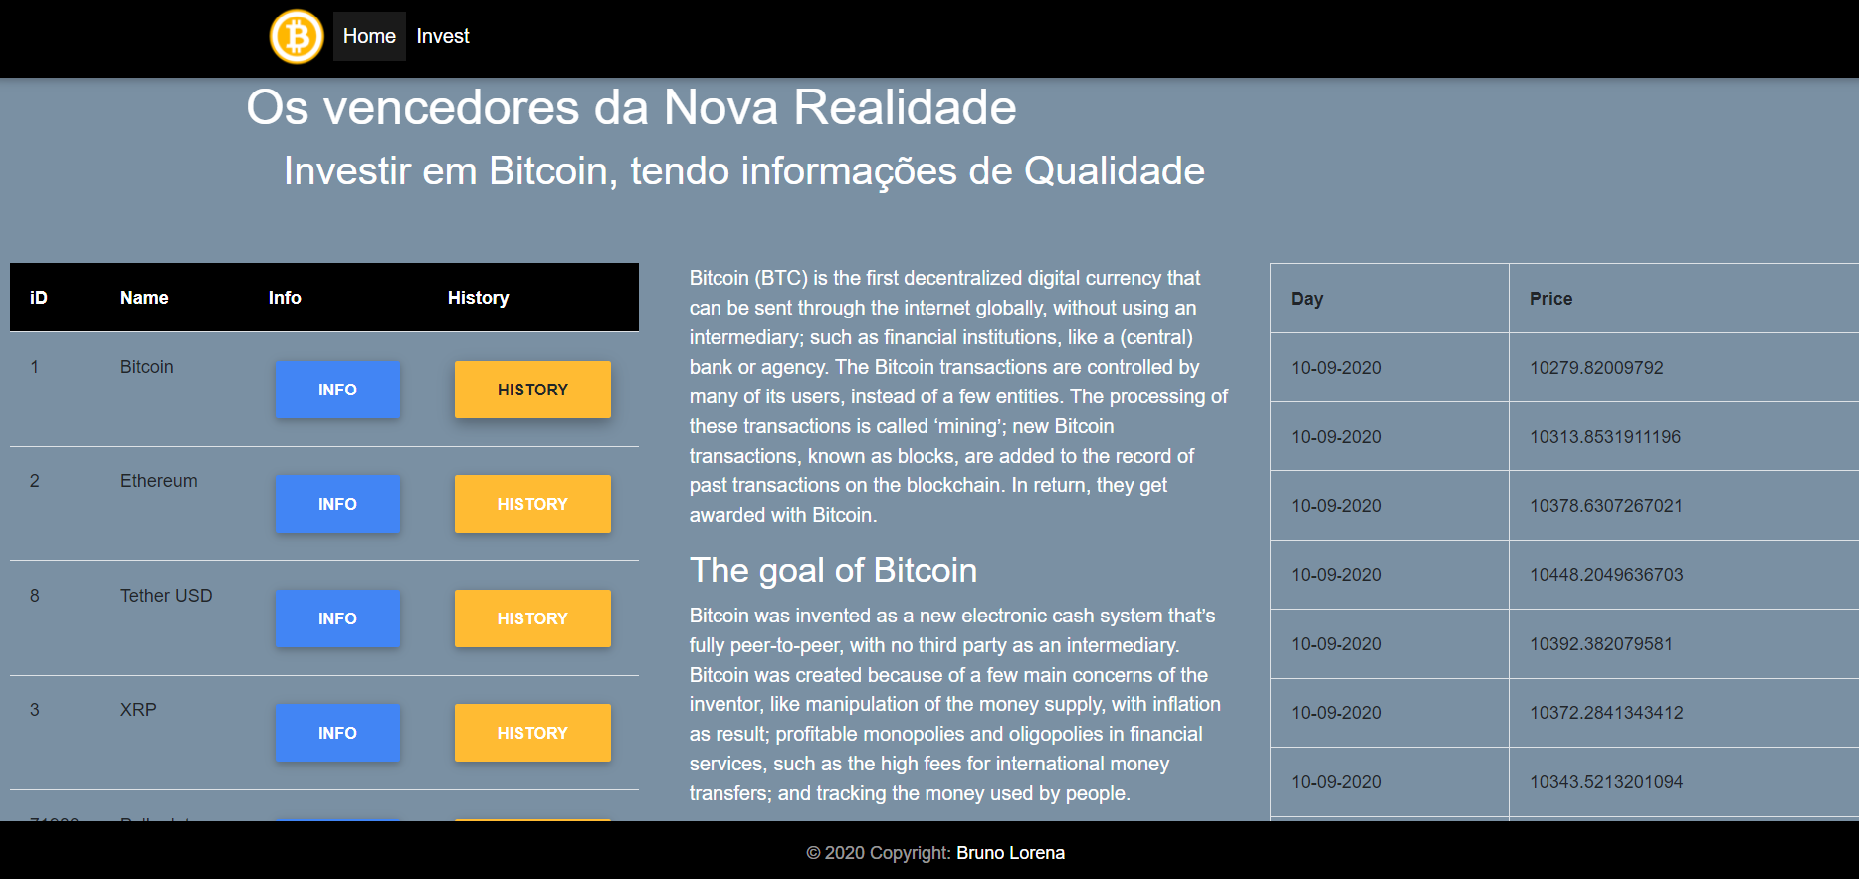 Home Invest
Os vencedores da Nova Realidade
Investir em Bitcoin, tendo informações de Qualidade
iD Name Info History
1 Bitcoin INFO HISTORY
2 Ethereum INFO HISTORY
8 Tether USD INFO HISTORY
3 XRP INFO HISTORY
Bitcoin (BTC) is the first decentralized digital currency that
can be sent through the internet globally, without using an
intermediary; such as financial institutions, like a (central)
bank or agency. The Bitcoin transactions are controlled by
many of its users, instead of a few entities. The processing of
these transactions is called ‘mining’; new Bitcoin
transactions, known as blocks, are added to the record of
past transactions on the blockchain. In return, they get
awarded with Bitcoin.
The goal of Bitcoin
Bitcoin was invented as a new electronic cash system that’s
fully peer-to-peer, with no third party as an intermediary.
Bitcoin was created because of a few main concerns of the
inventor, like manipulation of the money supply, with inflation
as result; profitable monopolies and oligopolies in financial
services, such as the high fees for international money
transfers; and tracking the money used by people.
Day Price
10-09-2020 10279.82009792
10-09-2020 10313.8531911196
10-09-2020 10378.6307267021
10-09-2020 10448.2049636703
10-09-2020 10392.382079581
10-09-2020 10372.2841343412
10-09-2020 10343.5213201094
© 2020 Copyright: Bruno Lorena